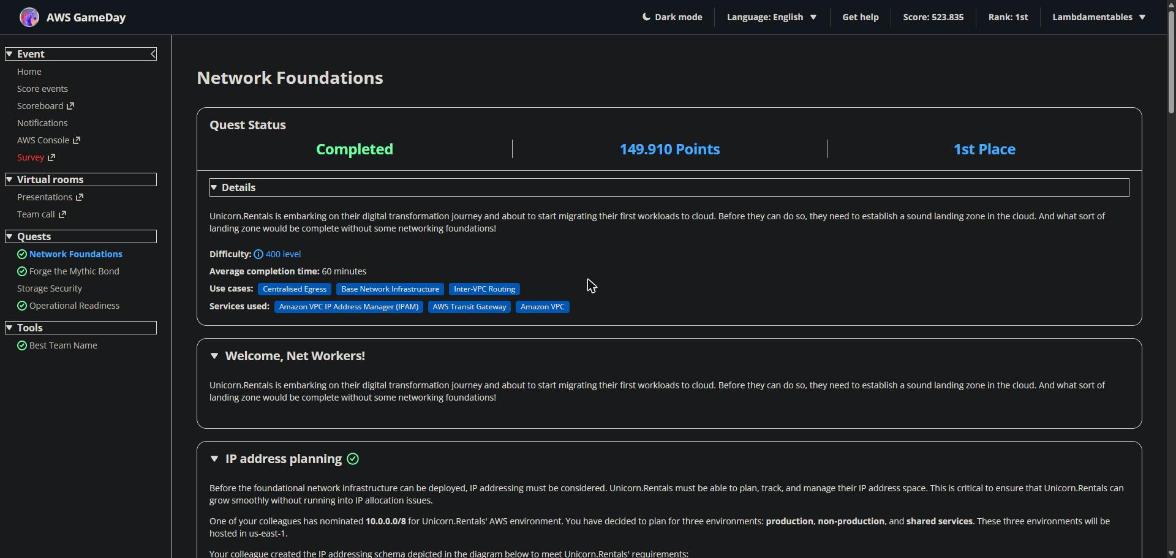 AWS GameDay
Dark mode
Language: English
Get help
Score: 523.835
Rank: 1st
Lambdamentables
Event
Home
Score events
Scoreboard
Notifications
AWS Console
Survey
Virtual rooms
Presentations
Team call
Quests
Network Foundations
Forge the Mythic Bond
Storage Security
Operational Readiness
Tools
Best Team Name
Network Foundations
Quest Status
Completed
149.910 Points
1st Place
Details
Unicorn.Rentals is embarking on their digital transformation journey and about to start migrating their first workloads to cloud. Before they can do so, they need to establish a sound landing zone in the cloud. And what sort of
landing zone would be complete without some networking foundations!
Difficulty: 400 level
Average completion time: 60 minutes
Use cases: Centralised Egress Base Network Infrastructure Inter-VPC Routing
Services used: Amazon VPC IP Address Manager (IPAM) AWS Transit Gateway Amazon VPC
Welcome, Net Workers!
Unicorn.Rentals is embarking on their digital transformation journey and about to start migrating their first workloads to cloud. Before they can do so, they need to establish a sound landing zone in the cloud. And what sort of
landing zone would be complete without some networking foundations!
IP address planning
Before the foundational network infrastructure can be deployed, IP addressing must be considered. Unicorn.Rentals must be able to plan, track, and manage their IP address space. This is critical to ensure that Unicorn.Rentals can
grow smoothly without running into IP allocation issues.
One of your colleagues has nominated 10.0.0.0/8 for Unicorn.Rentals' AWS environment. You have decided to plan for three environments: production, non-production, and shared services. These three environments will be
hosted in us-east-1.
Your colleague created the IP addressing schema depicted in the diagram below to meet Unicorn.Rentals' requirements: